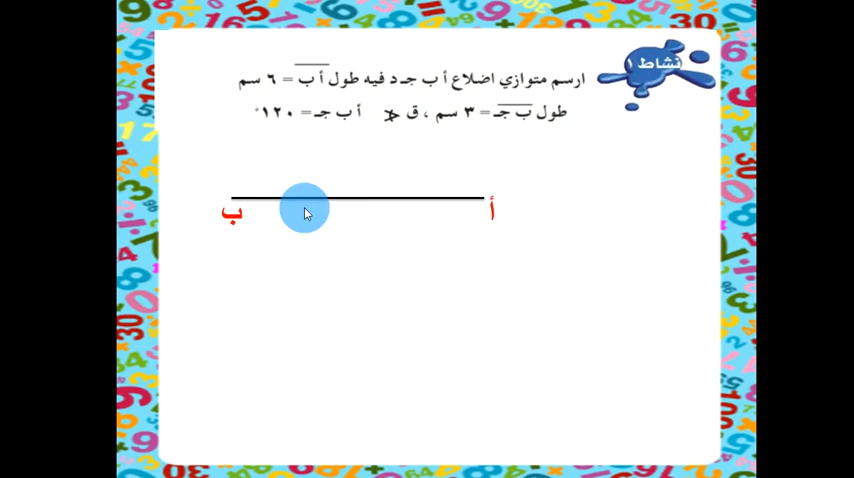 نشاط ١
ارسم متوازي اضلاع أ ب جـ د فيه طول أ ب = ٦ سم
طول ب جـ = ٣ سم ، ق ∢ أ ب جـ = ١٢٠°
أ
ب